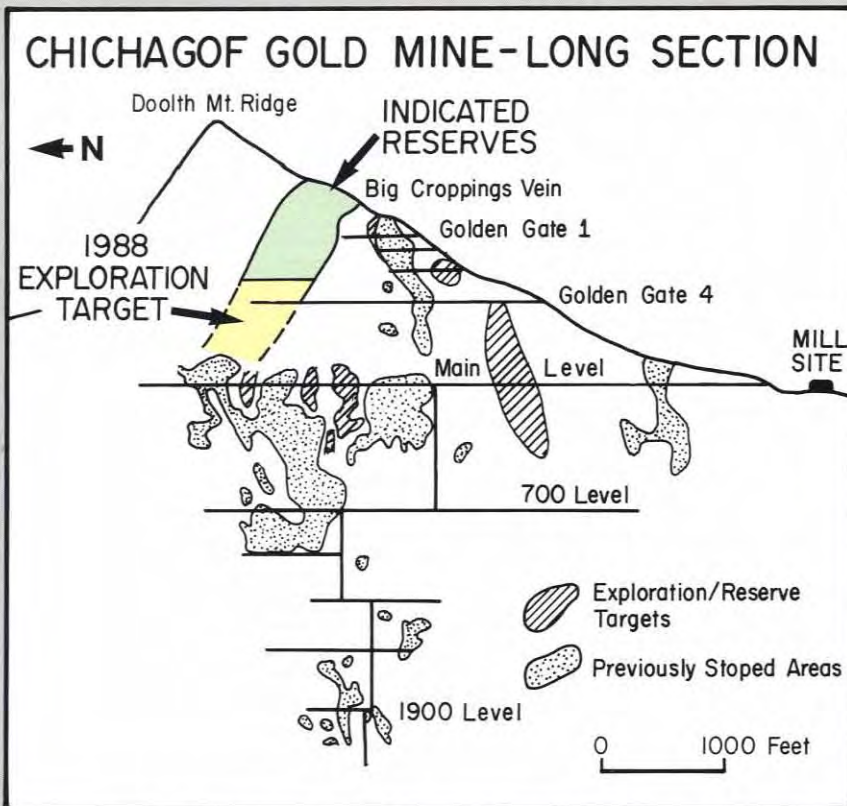 CHICHAGOF GOLD MINE-LONG SECTION
Doolth Mt. Ridge
N
INDICATED
RESERVES
Big Croppings Vein
Golden Gate 1
1988
EXPLORATION
TARGET
Golden Gate 4
MILL
SITE
Main Level
700 Level
Exploration/Reserve
Targets
Previously Stoped Areas
1900 Level
0 1000 Feet